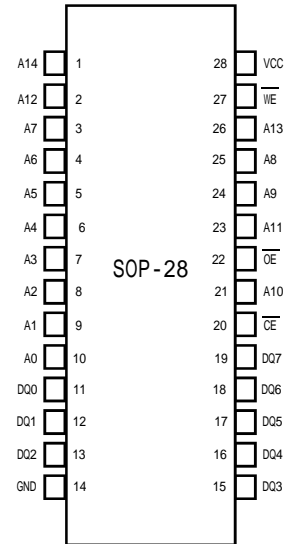 A14 1 28 VCC
A12 2 27 WE
A7 3 26 A13
A6 4 25 A8
A5 5 24 A9
A4 6 23 A11
A3 7 22 OE
SOP-28
A2 8 21 A10
A1 9 20 CE
A0 10 19 DQ7
DQ0 11 18 DQ6
DQ1 12 17 DQ5
DQ2 13 16 DQ4
GND 14 15 DQ3